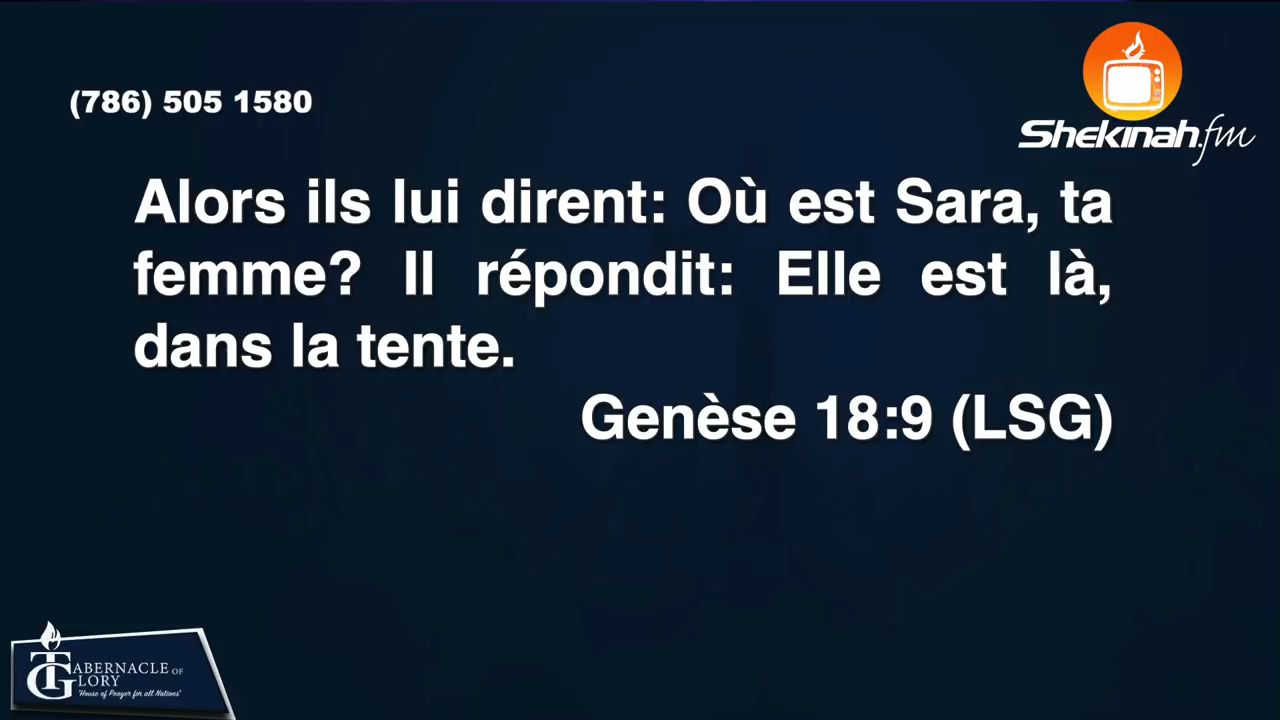 (786) 505 1580
Shekinah.fm
Alors ils lui dirent: Où est Sara, ta
femme? Il répondit: Elle est là,
dans la tente.
Genèse 18:9 (LSG)
TABERNACLE OF
GLORY
"House of Prayer for all Nations"